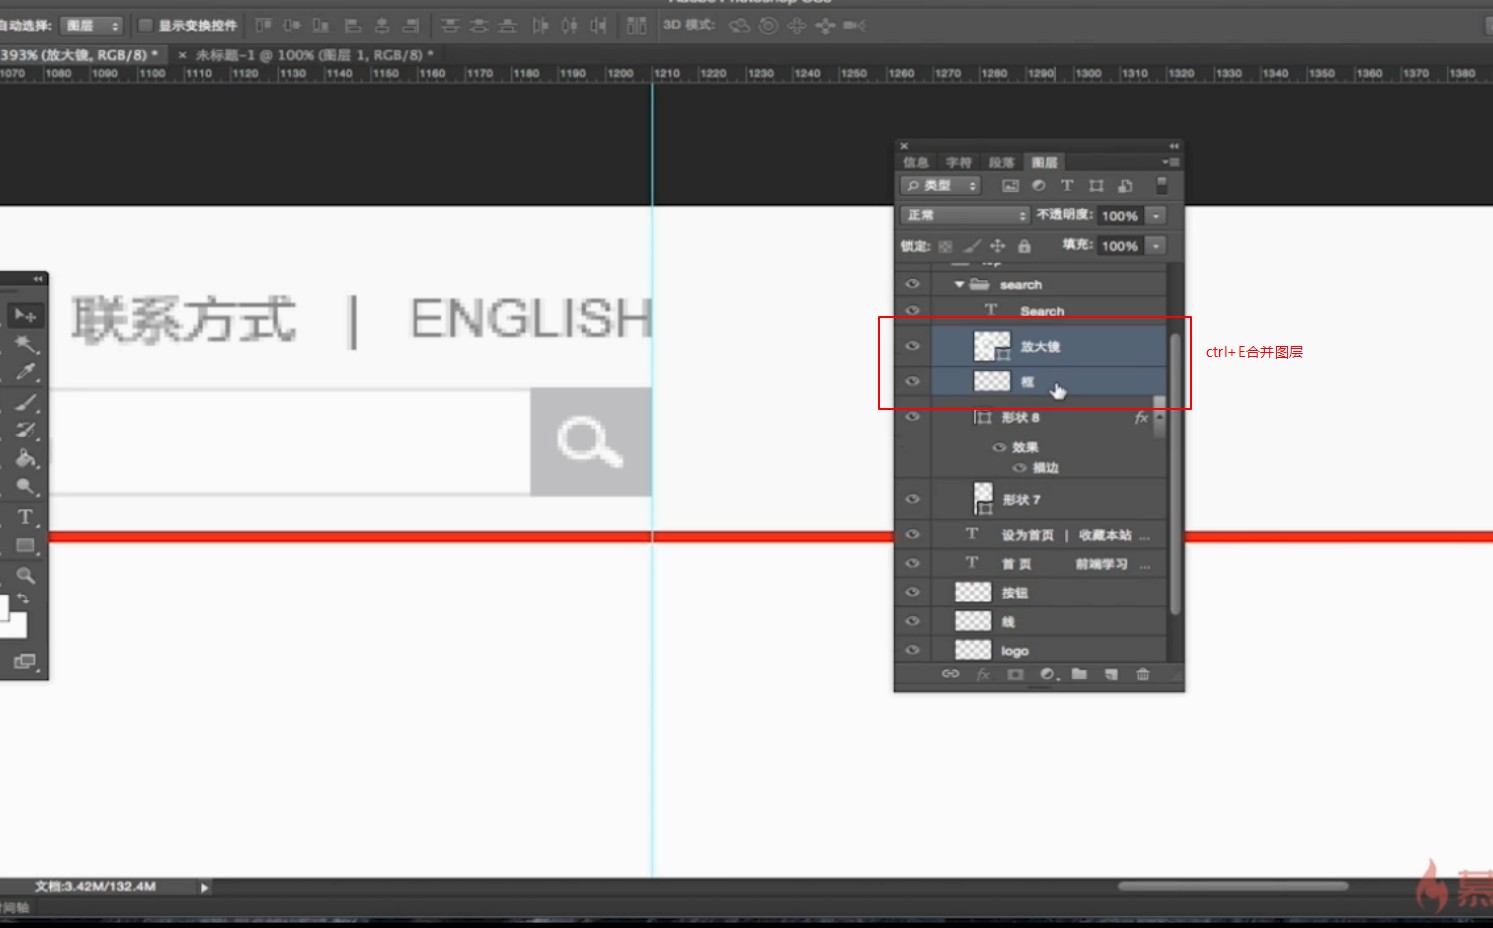 自动选择: 图层 显示变换控件 3D 模式:
393% (放大镜, RGB/8) * × 未标题-1 @ 100% (图层 1, RGB/8) *
1070 1080 1090 1100 1110 1120 1130 1140 1150 1160 1170 1180 1190 1200 1210 1220 1230 1240 1250 1260 1270 1280 1290 1300 1310 1320 1330 1340 1350 1360 1370 1380
联系方式 | ENGLISH
信息 字符 段落 图层
类型
正常 不透明度: 100%
锁定: 填充: 100%
search
Search
放大镜
框
ctrl+E合并图层
形状 8 fx
效果
描边
形状 7
设为首页 | 收藏本站 ...
首 页 前端学习 ...
按钮
线
logo
fx
文档:3.42M/132.4M
时间轴
慕